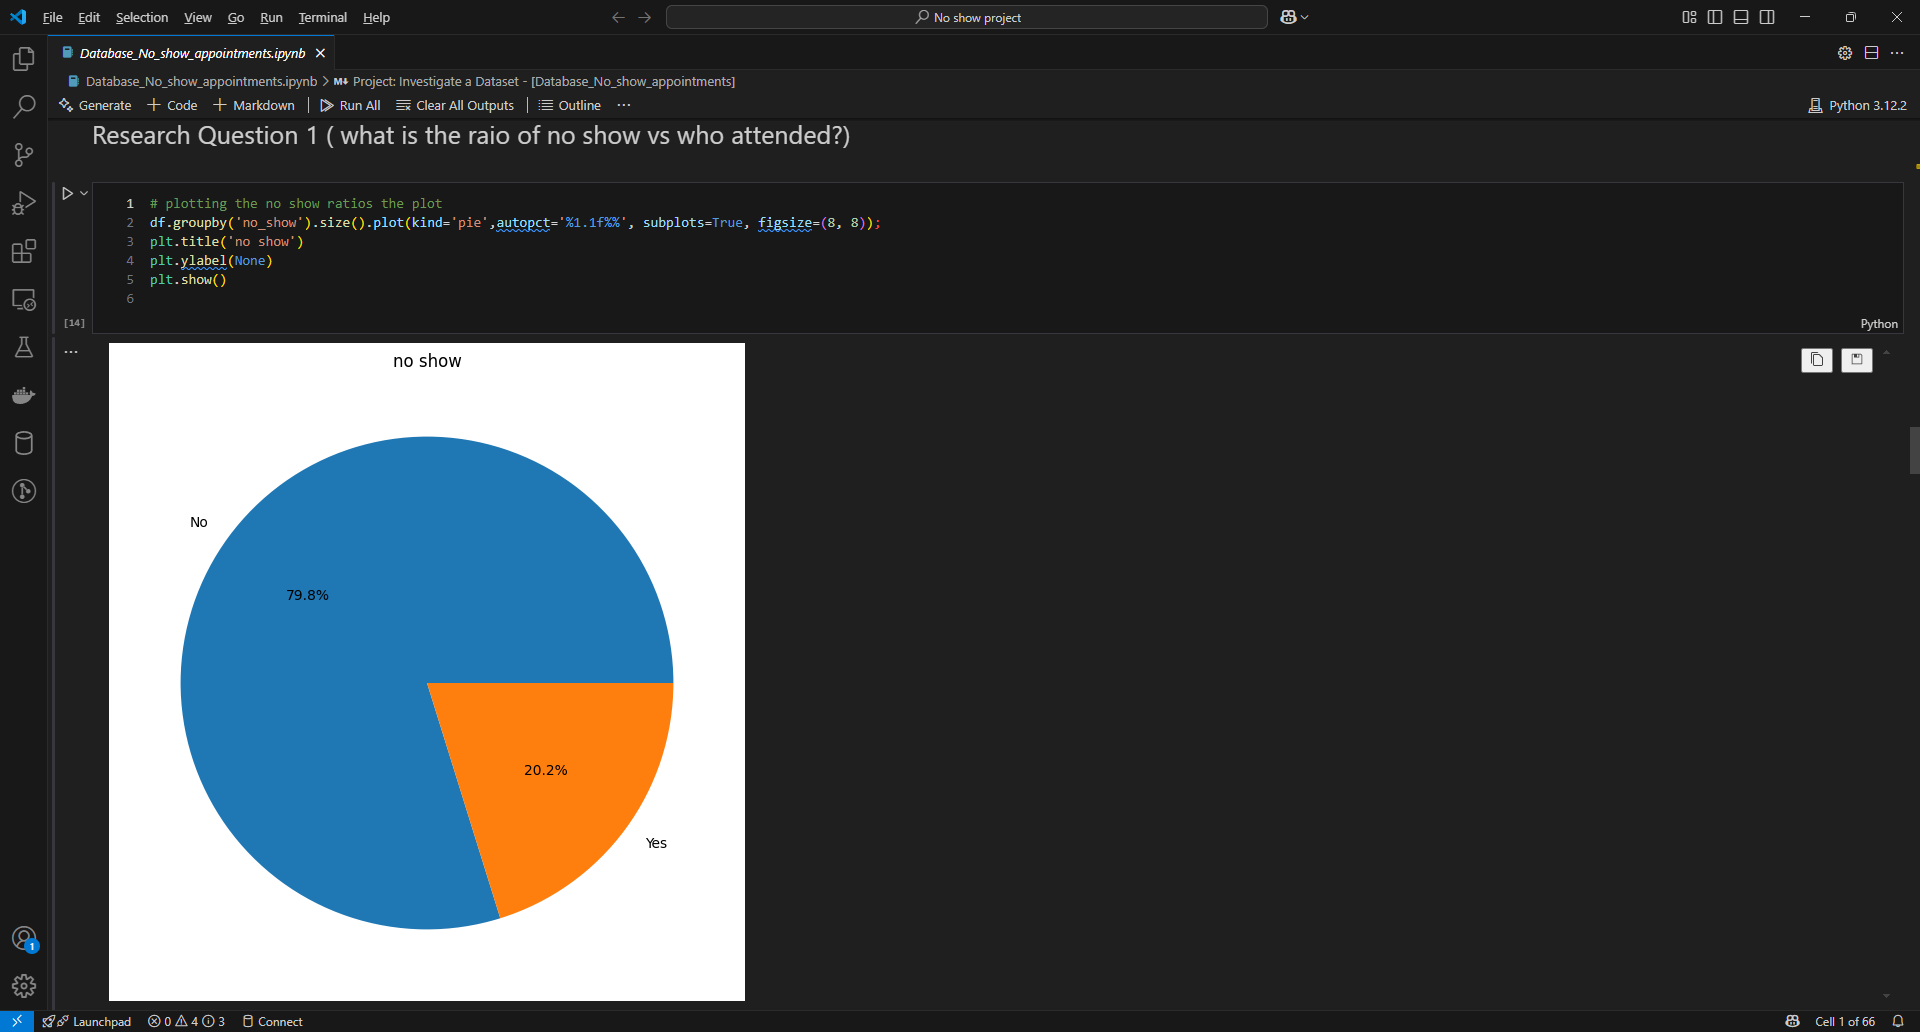 File Edit Selection View Go Run Terminal Help
No show project
Database_No_show_appointments.ipynb
Database_No_show_appointments.ipynb > M↓ Project: Investigate a Dataset - [Database_No_show_appointments]
Generate + Code + Markdown | Run All Clear All Outputs | Outline ...
Python 3.12.2
Research Question 1 ( what is the raio of no show vs who attended?)
1 # plotting the no show ratios the plot
2 df.groupby('no_show').size().plot(kind='pie',autopct='%1.1f%%', subplots=True, figsize=(8, 8));
3 plt.title('no show')
4 plt.ylabel(None)
5 plt.show()
6
[14]
Python
no show
No
79.8%
20.2%
Yes
1
Launchpad 0 4 3 Connect
Cell 1 of 66